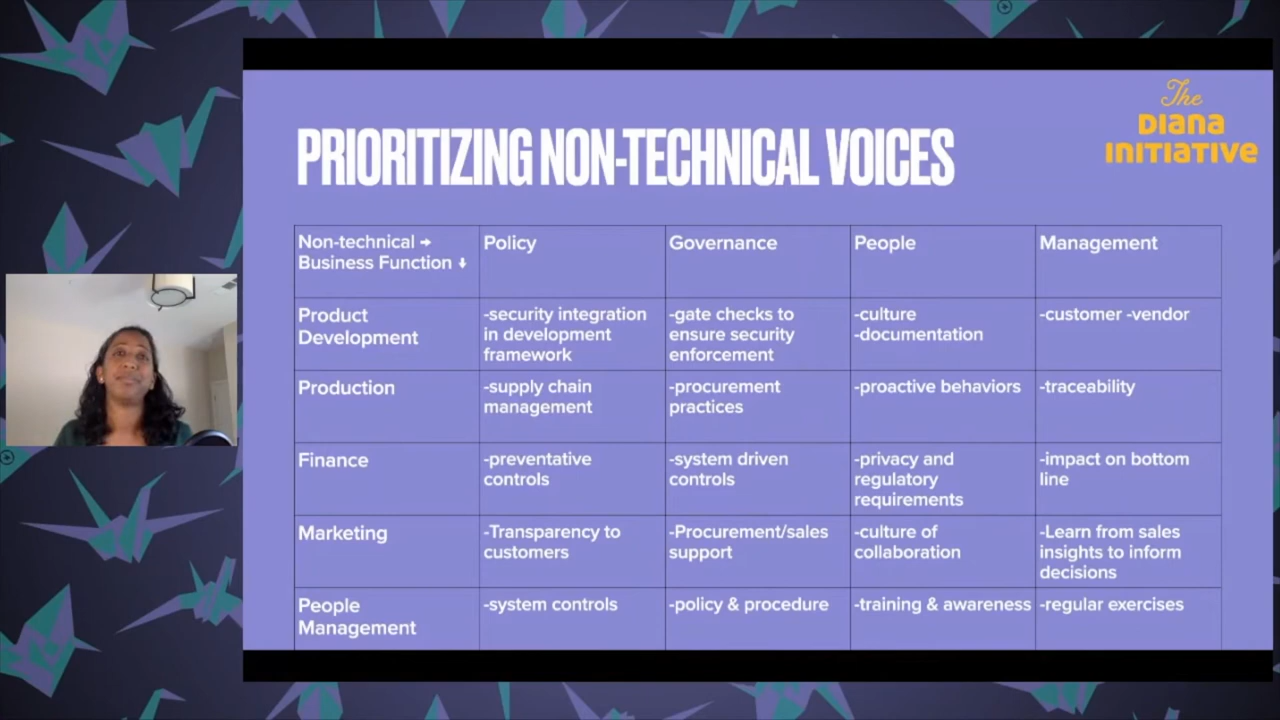 The
DIANA
INITIATIVE
PRIORITIZING NON-TECHNICAL VOICES
Non-technical →
Business Function ↓
Policy
Governance
People
Management
Product
Development
-security integration
in development
framework
-gate checks to
ensure security
enforcement
-culture
-documentation
-customer -vendor
Production
-supply chain
management
-procurement
practices
-proactive behaviors
-traceability
Finance
-preventative
controls
-system driven
controls
-privacy and
regulatory
requirements
-impact on bottom
line
Marketing
-Transparency to
customers
-Procurement/sales
support
-culture of
collaboration
-Learn from sales
insights to inform
decisions
People
Management
-system controls
-policy & procedure
-training & awareness
-regular exercises